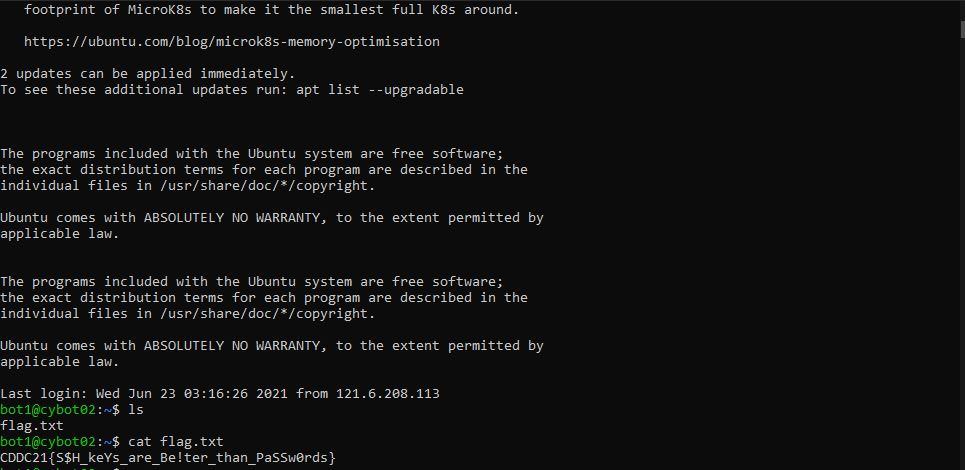 footprint of MicroK8s to make it the smallest full K8s around.
https://ubuntu.com/blog/microk8s-memory-optimisation
2 updates can be applied immediately.
To see these additional updates run: apt list --upgradable
The programs included with the Ubuntu system are free software;
the exact distribution terms for each program are described in the
individual files in /usr/share/doc/*/copyright.
Ubuntu comes with ABSOLUTELY NO WARRANTY, to the extent permitted by
applicable law.
The programs included with the Ubuntu system are free software;
the exact distribution terms for each program are described in the
individual files in /usr/share/doc/*/copyright.
Ubuntu comes with ABSOLUTELY NO WARRANTY, to the extent permitted by
applicable law.
Last login: Wed Jun 23 03:16:26 2021 from 121.6.208.113
bot1@cybot02:~$ ls
flag.txt
bot1@cybot02:~$ cat flag.txt
CDDC21{S$H_keYs_are_Be!ter_than_PaSSw0rds}